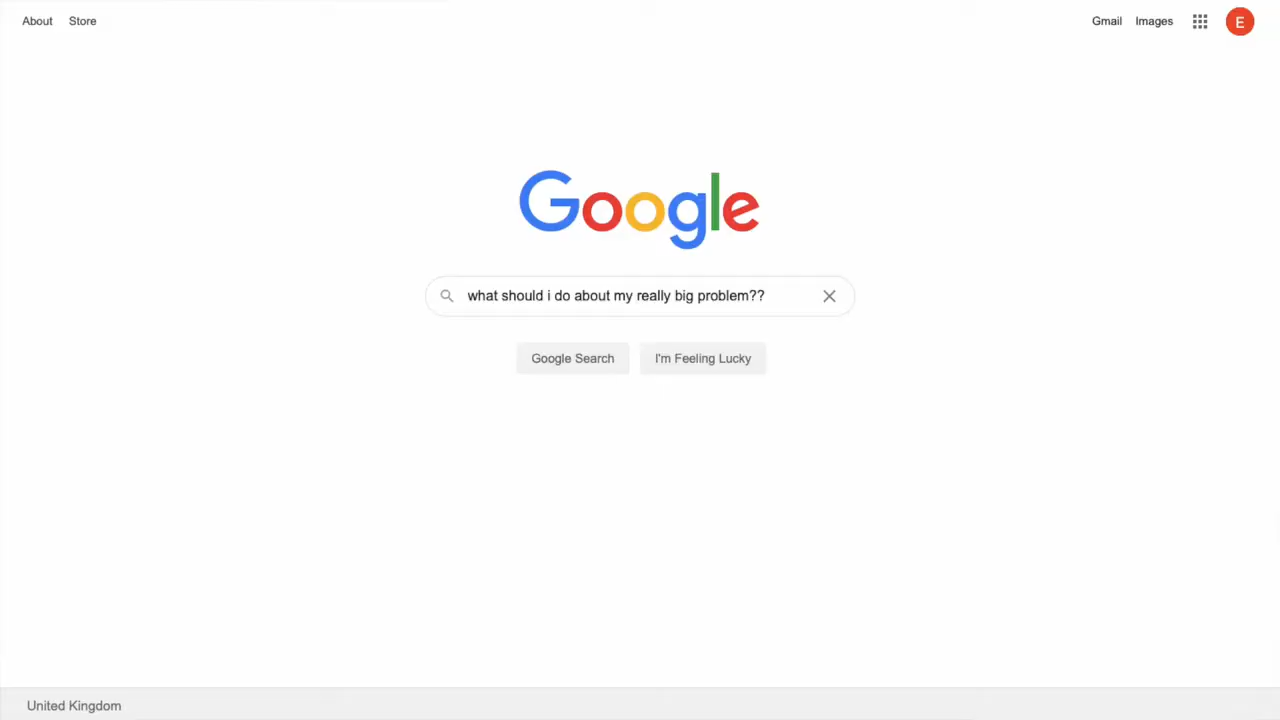 About Store
Gmail Images
E
Google
what should i do about my really big problem??
Google Search I'm Feeling Lucky
United Kingdom